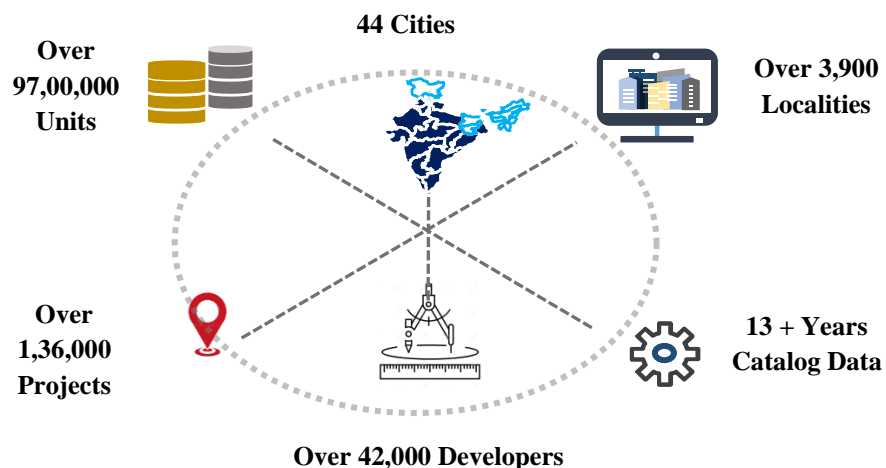 44 Cities
Over
97,00,000
Units
Over 3,900
Localities
Over
1,36,000
Projects
13 + Years
Catalog Data
Over 42,000 Developers